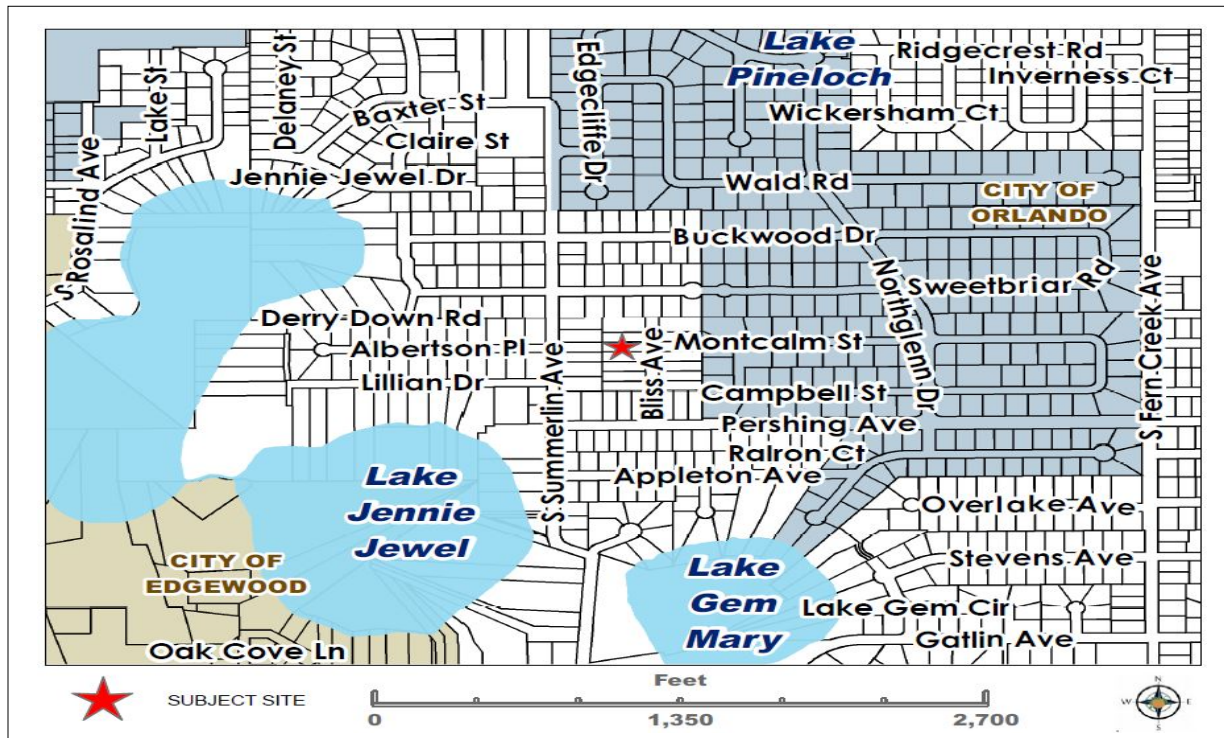 Lake
Pineloch
Ridgecrest Rd
Inverness Ct
Wickersham Ct
Edgecliffe Dr
Delaney St
Lake St
Baxter St
Claire St
S Rosalind Ave
Jennie Jewel Dr
Wald Rd
CITY OF
ORLANDO
Buckwood Dr
Northglenn Dr
Sweetbriar Rd
S Fern Creek Ave
Derry Down Rd
Albertson Pl
Lillian Dr
S Summerlin Ave
Bliss Ave
Montcalm St
Campbell St
Pershing Ave
Ralron Ct
Appleton Ave
Overlake Ave
Stevens Ave
Lake
Jennie
Jewel
CITY OF
EDGEWOOD
Lake
Gem
Mary
Lake Gem Cir
Gatlin Ave
Oak Cove Ln
SUBJECT SITE
Feet
0
1,350
2,700
N
W
E
S